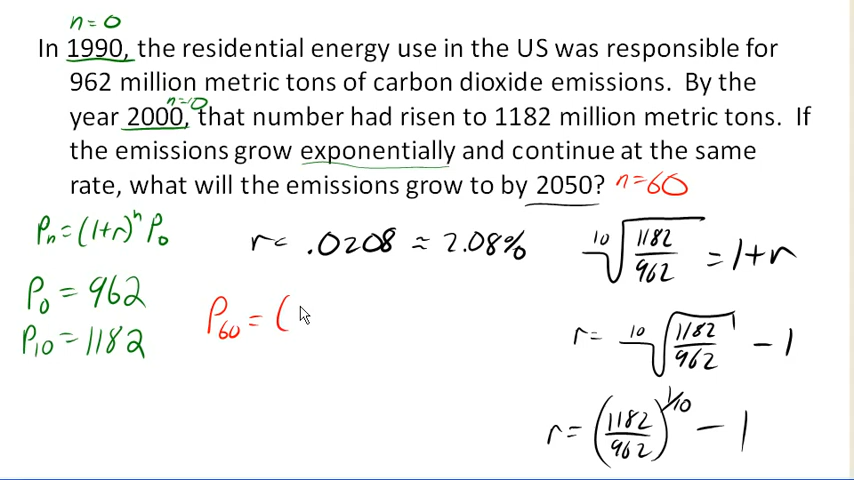 n=0
In 1990, the residential energy use in the US was responsible for
962 million metric tons of carbon dioxide emissions. By the
n=10
year 2000, that number had risen to 1182 million metric tons. If
the emissions grow exponentially and continue at the same
rate, what will the emissions grow to by 2050? n=60
Pn=(1+r)^n P0
r= .0208 ≈ 2.08%
10√(1182/962) = 1+r
P0 = 962
P60 = (
P10 = 1182
r= 10√(1182/962) - 1
r= (1182/962)^1/10 - 1